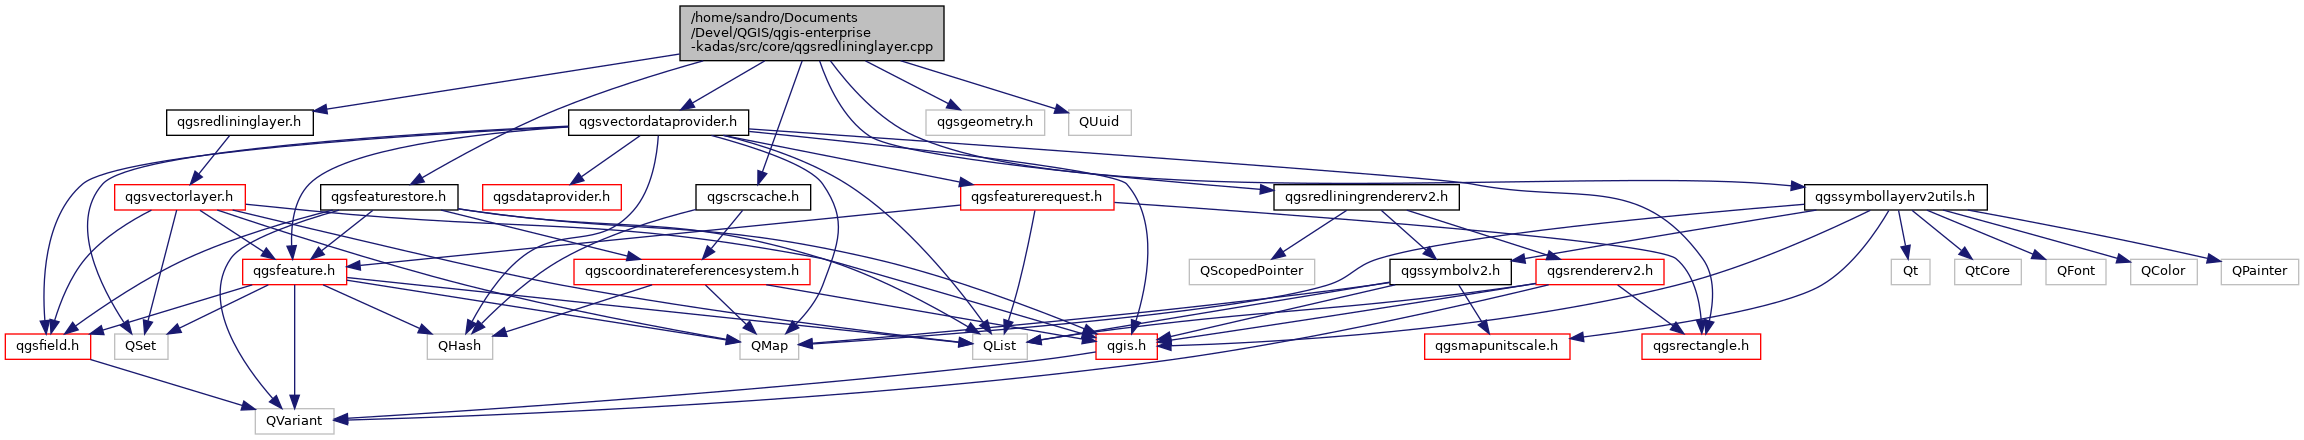 /home/sandro/Documents
/Devel/QGIS/qgis-enterprise
-kadas/src/core/qgsredlininglayer.cpp
qgsredlininglayer.h
qgsvectordataprovider.h
qgsgeometry.h
QUuid
qgsvectorlayer.h
qgsfeaturestore.h
qgsdataprovider.h
qgscrscache.h
qgsfeaturerequest.h
qgsredliningrendererv2.h
qgssymbollayerv2utils.h
qgsfeature.h
qgscoordinatereferencesystem.h
QScopedPointer
qgssymbolv2.h
qgsrendererv2.h
Qt
QtCore
QFont
QColor
QPainter
qgsfield.h
QSet
QHash
QMap
QList
qgis.h
qgsmapunitscale.h
qgsrectangle.h
QVariant